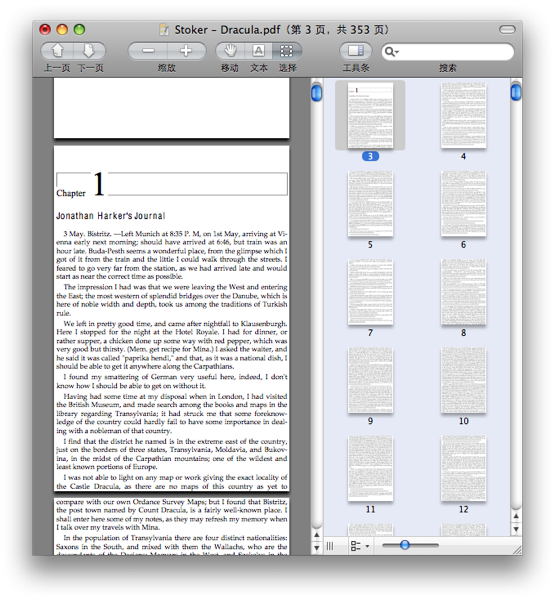 Stoker – Dracula.pdf（第 3 页，共 353 页）
上一页 下一页 缩放 移动 文本 选择 工具条 搜索
Chapter 1
Jonathan Harker's Journal
3 May. Bistritz. —Left Munich at 8:35 P. M, on 1st May, arriving at Vi-
enna early next morning; should have arrived at 6:46, but train was an
hour late. Buda-Pesth seems a wonderful place, from the glimpse which I
got of it from the train and the little I could walk through the streets. I
feared to go very far from the station, as we had arrived late and would
start as near the correct time as possible.
The impression I had was that we were leaving the West and entering
the East; the most western of splendid bridges over the Danube, which is
here of noble width and depth, took us among the traditions of Turkish
rule.
We left in pretty good time, and came after nightfall to Klausenburgh.
Here I stopped for the night at the Hotel Royale. I had for dinner, or
rather supper, a chicken done up some way with red pepper, which was
very good but thirsty. (Mem. get recipe for Mina.) I asked the waiter, and
he said it was called "paprika hendl," and that, as it was a national dish, I
should be able to get it anywhere along the Carpathians.
I found my smattering of German very useful here, indeed, I don't
know how I should be able to get on without it.
Having had some time at my disposal when in London, I had visited
the British Museum, and made search among the books and maps in the
library regarding Transylvania; it had struck me that some foreknow-
ledge of the country could hardly fail to have some importance in deal-
ing with a nobleman of that country.
I find that the district he named is in the extreme east of the country,
just on the borders of three states, Transylvania, Moldavia, and Bukov-
ina, in the midst of the Carpathian mountains; one of the wildest and
least known portions of Europe.
I was not able to light on any map or work giving the exact locality of
the Castle Dracula, as there are no maps of this country as yet to
compare with our own Ordance Survey Maps; but I found that Bistritz,
the post town named by Count Dracula, is a fairly well-known place. I
shall enter here some of my notes, as they may refresh my memory when
I talk over my travels with Mina.
In the population of Transylvania there are four distinct nationalities:
Saxons in the South, and mixed with them the Wallachs, who are the
3 4
5 6
7 8
9 10
11 12